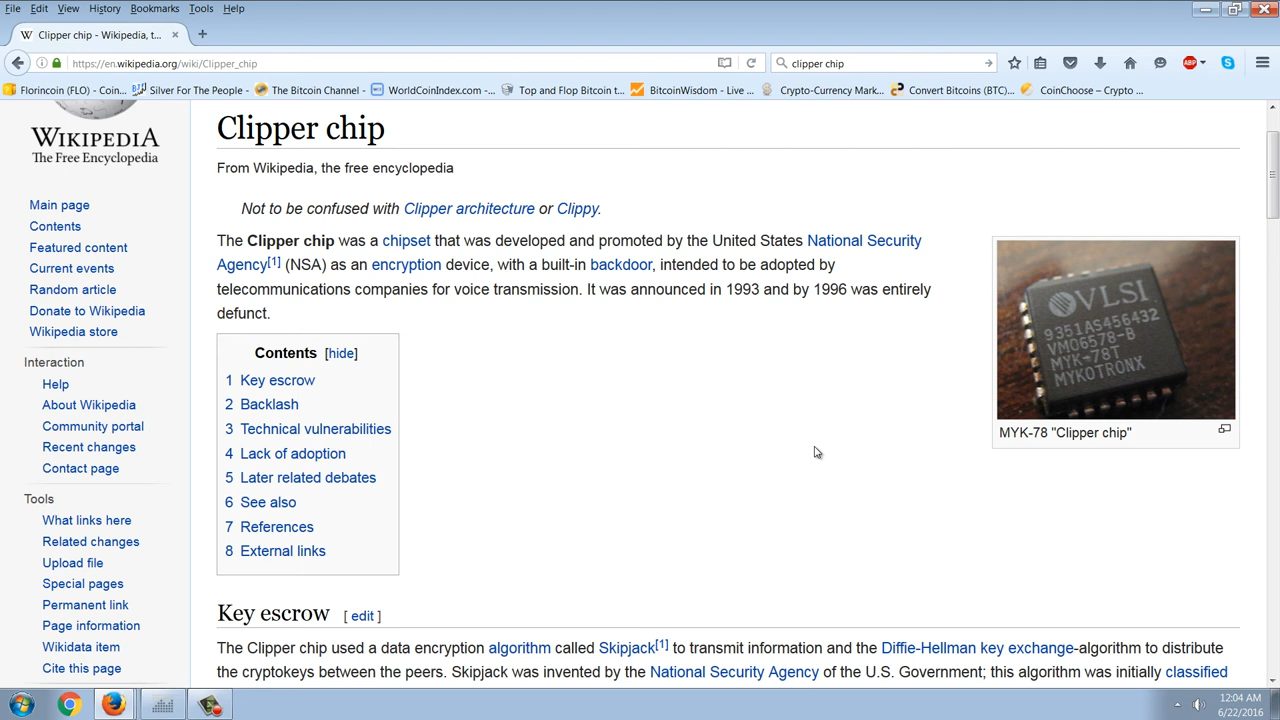 File Edit View History Bookmarks Tools Help
W Clipper chip - Wikipedia, t... × +
https://en.wikipedia.org/wiki/Clipper_chip
clipper chip
ABP
Florincoin (FLO) - Coin... Silver For The People - The Bitcoin Channel - WorldCoinIndex.com -... Top and Flop Bitcoin t... BitcoinWisdom - Live ... Crypto-Currency Mark... Convert Bitcoins (BTC)... CoinChoose – Crypto ...
WIKIPEDIA
The Free Encyclopedia
Main page
Contents
Featured content
Current events
Random article
Donate to Wikipedia
Wikipedia store
Interaction
Help
About Wikipedia
Community portal
Recent changes
Contact page
Tools
What links here
Related changes
Upload file
Special pages
Permanent link
Page information
Wikidata item
Cite this page
Clipper chip
From Wikipedia, the free encyclopedia
Not to be confused with Clipper architecture or Clippy.
The Clipper chip was a chipset that was developed and promoted by the United States National Security
Agency[1] (NSA) as an encryption device, with a built-in backdoor, intended to be adopted by
telecommunications companies for voice transmission. It was announced in 1993 and by 1996 was entirely
defunct.
VLSI
9351AS456432
VM06578-B
MYK-78T
MYKOTRONX
MYK-78 "Clipper chip"
Contents [hide]
1 Key escrow
2 Backlash
3 Technical vulnerabilities
4 Lack of adoption
5 Later related debates
6 See also
7 References
8 External links
Key escrow [ edit ]
The Clipper chip used a data encryption algorithm called Skipjack[1] to transmit information and the Diffie-Hellman key exchange-algorithm to distribute
the cryptokeys between the peers. Skipjack was invented by the National Security Agency of the U.S. Government; this algorithm was initially classified
12:04 AM
6/22/2016